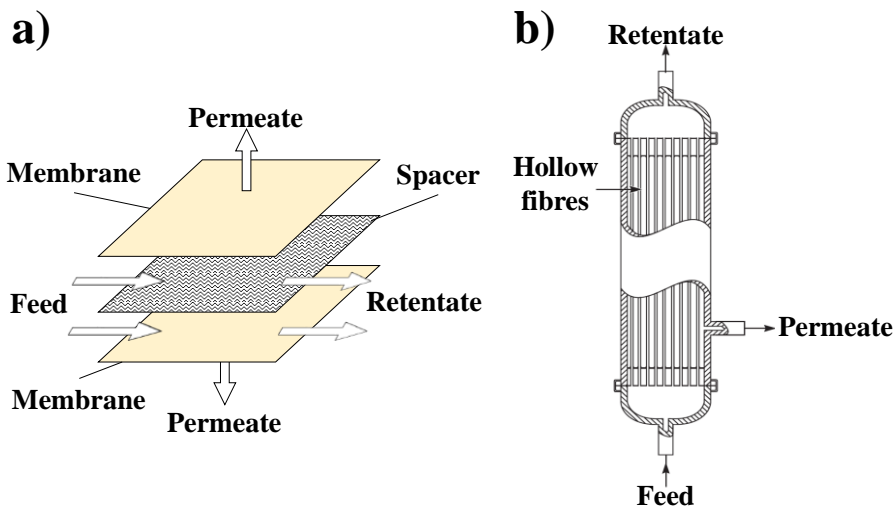 a)
Permeate
Membrane
Spacer
Feed
Retentate
Membrane
Permeate
b)
Retentate
Hollow
fibres
Permeate
Feed